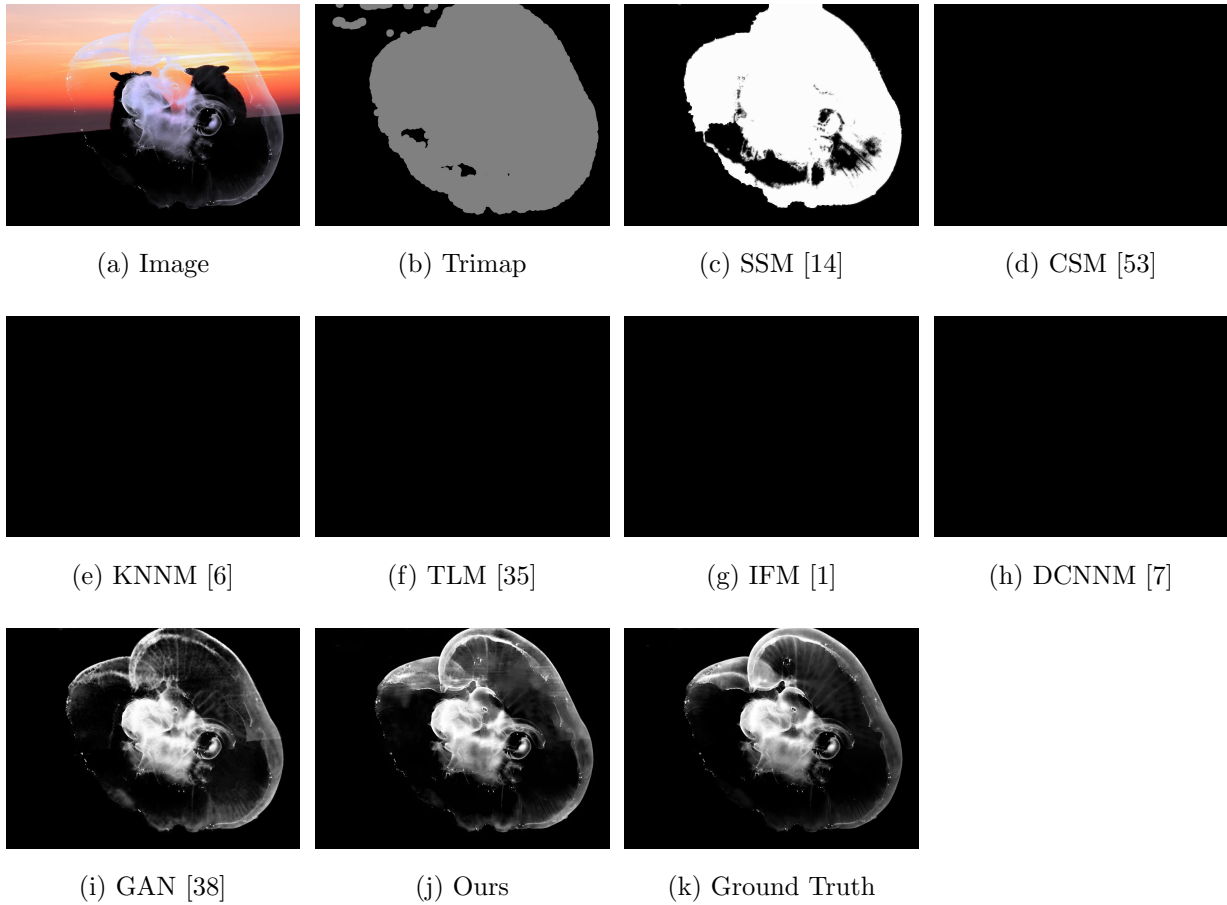 (a) Image
(b) Trimap
(c) SSM [14]
(d) CSM [53]
(e) KNNM [6]
(f) TLM [35]
(g) IFM [1]
(h) DCNNM [7]
(i) GAN [38]
(j) Ours
(k) Ground Truth